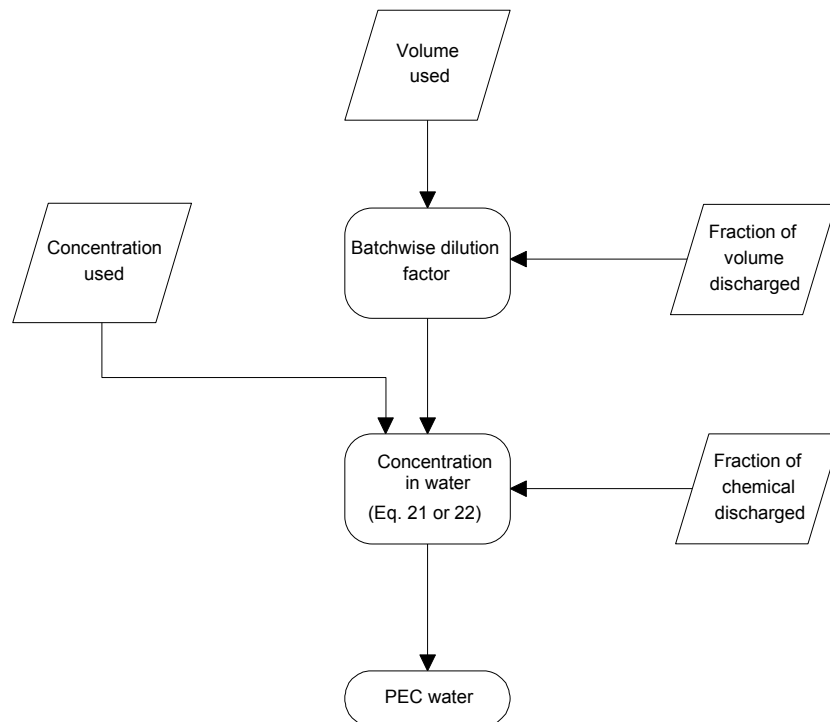 Volume
used
Concentration
used
Batchwise dilution
factor
Fraction of
volume
discharged
Concentration
in water
(Eq. 21 or 22)
Fraction of
chemical
discharged
PEC water